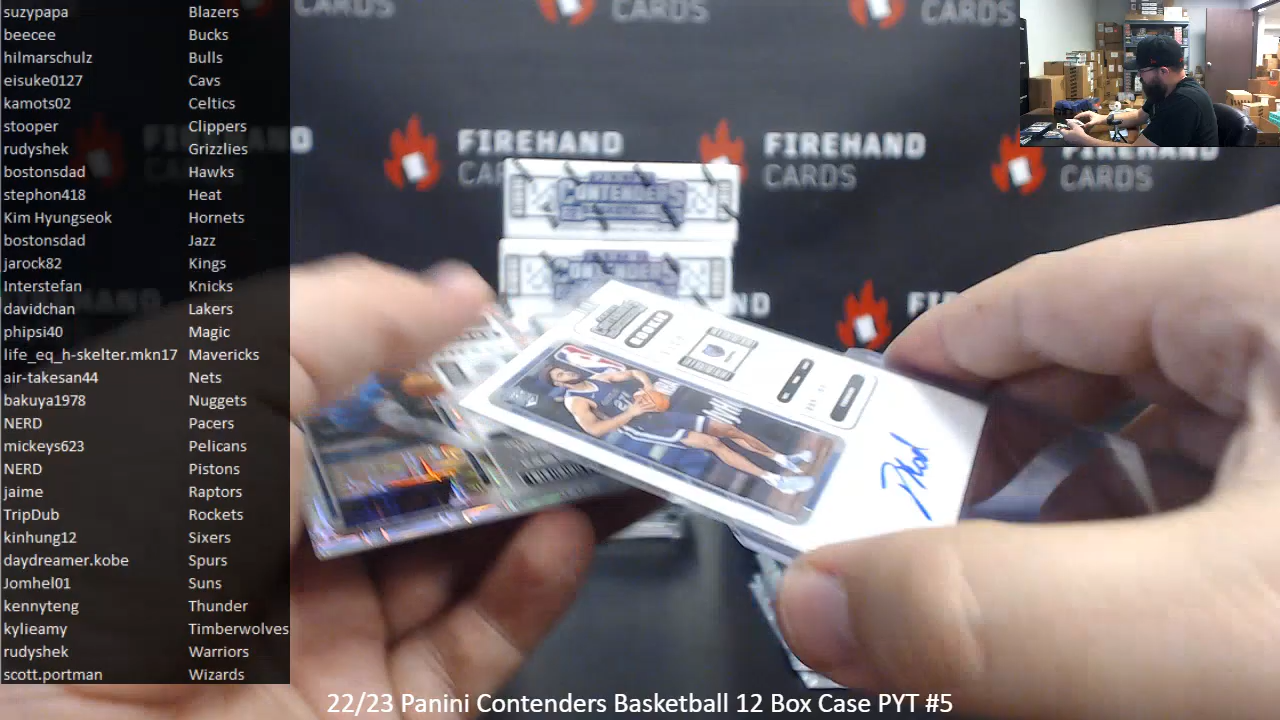 suzypapa Blazers
beecee Bucks
hilmarschulz Bulls
eisuke0127 Cavs
kamots02 Celtics
stooper Clippers
rudyshek Grizzlies
bostonsdad Hawks
stephon418 Heat
Kim Hyungseok Hornets
bostonsdad Jazz
jarock82 Kings
Interstefan Knicks
davidchan Lakers
phipsi40 Magic
life_eq_h-skelter.mkn17 Mavericks
air-takesan44 Nets
bakuya1978 Nuggets
NERD Pacers
mickeys623 Pelicans
NERD Pistons
jaime Raptors
TripDub Rockets
kinhung12 Sixers
daydreamer.kobe Spurs
Jomhel01 Suns
kennyteng Thunder
kylieamy Timberwolves
rudyshek Warriors
scott.portman Wizards
CARDS
CARDS
FIREHAND
CARDS
FIREHAND
CARDS
CARDS
CONTENDERS
CONTENDERS
ROOKIE
22/23 Panini Contenders Basketball 12 Box Case PYT #5